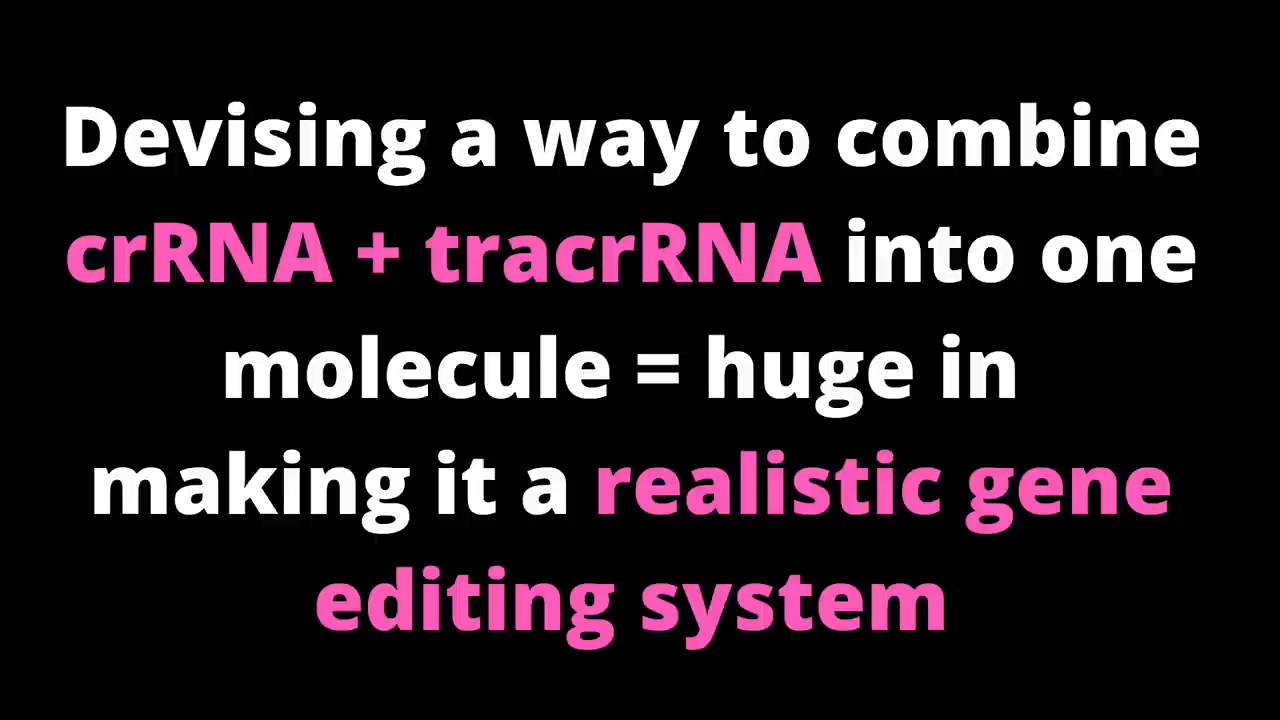 Devising a way to combine
crRNA + tracrRNA into one
molecule = huge in
making it a realistic gene
editing system